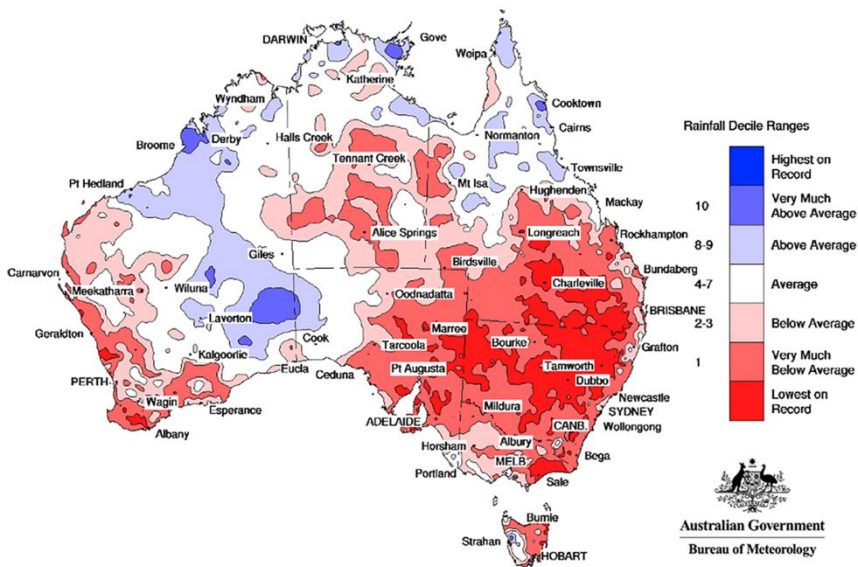 DARWIN
Gove
Weipa
Katherine
Wyndham
Cooktown
Derby
Halls Creek
Normanton
Cairns
Broome
Tennant Creek
Townsville
Pt Hedland
Mt Isa
Hughenden
Mackay
Alice Springs
Longreach
Rockhampton
Giles
Birdsville
Carnarvon
Bundaberg
Meekatharra
Wiluna
Oodnadatta
Charleville
Laverton
BRISBANE
Geraldton
Marree
Cook
Tarcoola
Bourke
Grafton
Kalgoorlie
Eucla
Pt Augusta
Tamworth
PERTH
Ceduna
Dubbo
Wagin
Esperance
Mildura
Newcastle
ADELAIDE
SYDNEY
Albany
CANB.
Wollongong
Horsham
Albury
Bega
Portland
MELB
Sale
Burnie
Strahan
HOBART
Rainfall Decile Ranges
Highest on
Record
10
Very Much
Above Average
8-9
Above Average
4-7
Average
2-3
Below Average
1
Very Much
Below Average
Lowest on
Record
Australian Government
Bureau of Meteorology